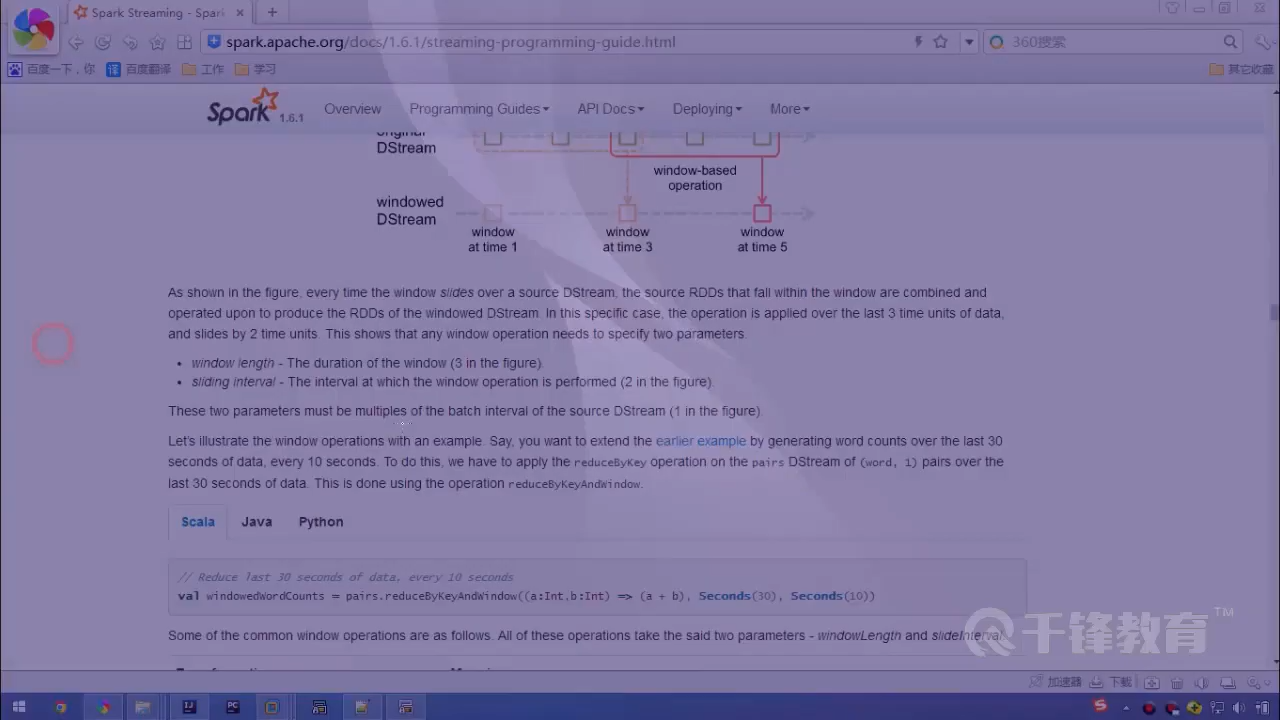 Spark Streaming - Spark
spark.apache.org/docs/1.6.1/streaming-programming-guide.html
360搜索
百度一下，你
百度翻译
工作
学习
其它收藏
Spark 1.6.1
Overview
Programming Guides
API Docs
Deploying
More
original
DStream
window-based
operation
windowed
DStream
window
at time 1
window
at time 3
window
at time 5
As shown in the figure, every time the window slides over a source DStream, the source RDDs that fall within the window are combined and
operated upon to produce the RDDs of the windowed DStream. In this specific case, the operation is applied over the last 3 time units of data,
and slides by 2 time units. This shows that any window operation needs to specify two parameters.
• window length - The duration of the window (3 in the figure).
• sliding interval - The interval at which the window operation is performed (2 in the figure).
These two parameters must be multiples of the batch interval of the source DStream (1 in the figure).
Let's illustrate the window operations with an example. Say, you want to extend the earlier example by generating word counts over the last 30
seconds of data, every 10 seconds. To do this, we have to apply the reduceByKey operation on the pairs DStream of (word, 1) pairs over the
last 30 seconds of data. This is done using the operation reduceByKeyAndWindow.
Scala
Java
Python
// Reduce last 30 seconds of data, every 10 seconds
val windowedWordCounts = pairs.reduceByKeyAndWindow((a:Int,b:Int) => (a + b), Seconds(30), Seconds(10))
Some of the common window operations are as follows. All of these operations take the said two parameters - windowLength and slideInterval.
千锋教育 TM
加速器
下载